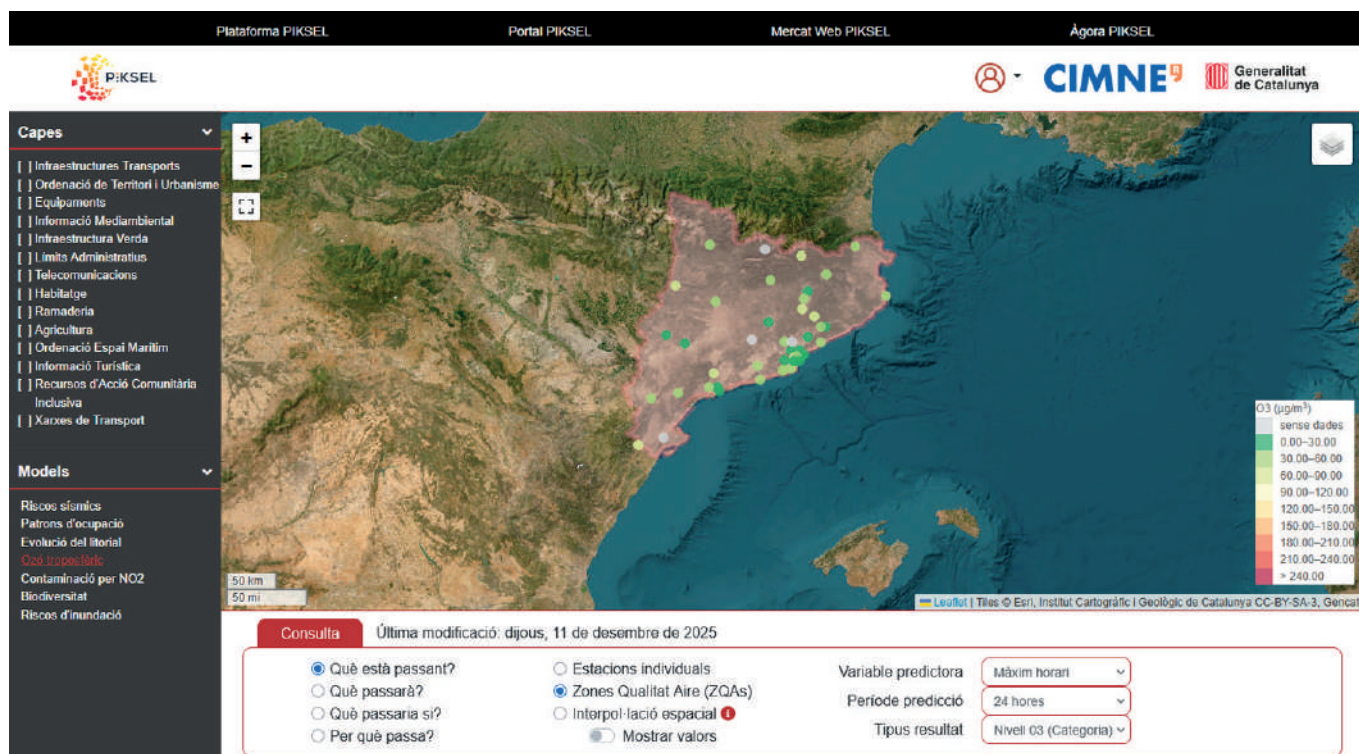 Plataforma PIKSEL Portal PIKSEL Mercat Web PIKSEL Àgora PIKSEL
PIKSEL
CIMNE
Generalitat
de Catalunya
Capes
[ ] Infraestructures Transports
[ ] Ordenació de Territori i Urbanisme
[ ] Equipaments
[ ] Informació Mediambiental
[ ] Infraestructura Verda
[ ] Límits Administratius
[ ] Telecomunicacions
[ ] Habitatge
[ ] Ramaderia
[ ] Agricultura
[ ] Ordenació Espai Marítim
[ ] Informació Turística
[ ] Recursos d'Acció Comunitària
Inclusiva
[ ] Xarxes de Transport
Models
Riscos sísmics
Patrons d'ocupació
Evolució del litorial
Ozó troposfèric
Contaminació per NO2
Biodiversitat
Riscos d'inundació
+
−
O3 (µg/m³)
sense dades
0.00–30.00
30.00–60.00
60.00–90.00
90.00–120.00
120.00–150.00
150.00–180.00
180.00–210.00
210.00–240.00
> 240.00
50 km
50 mi
Leaflet | Tiles © Esri, Institut Cartogràfic i Geològic de Catalunya CC-BY-SA-3, Gencat
Consulta Última modificació: dijous, 11 de desembre de 2025
Què està passant?
Què passarà?
Què passaria si?
Per què passa?
Estacions individuals
Zones Qualitat Aire (ZQAs)
Interpol·lació espacial
Mostrar valors
Variable predictora Màxim horari
Període predicció 24 hores
Tipus resultat Nivell 03 (Categoria)